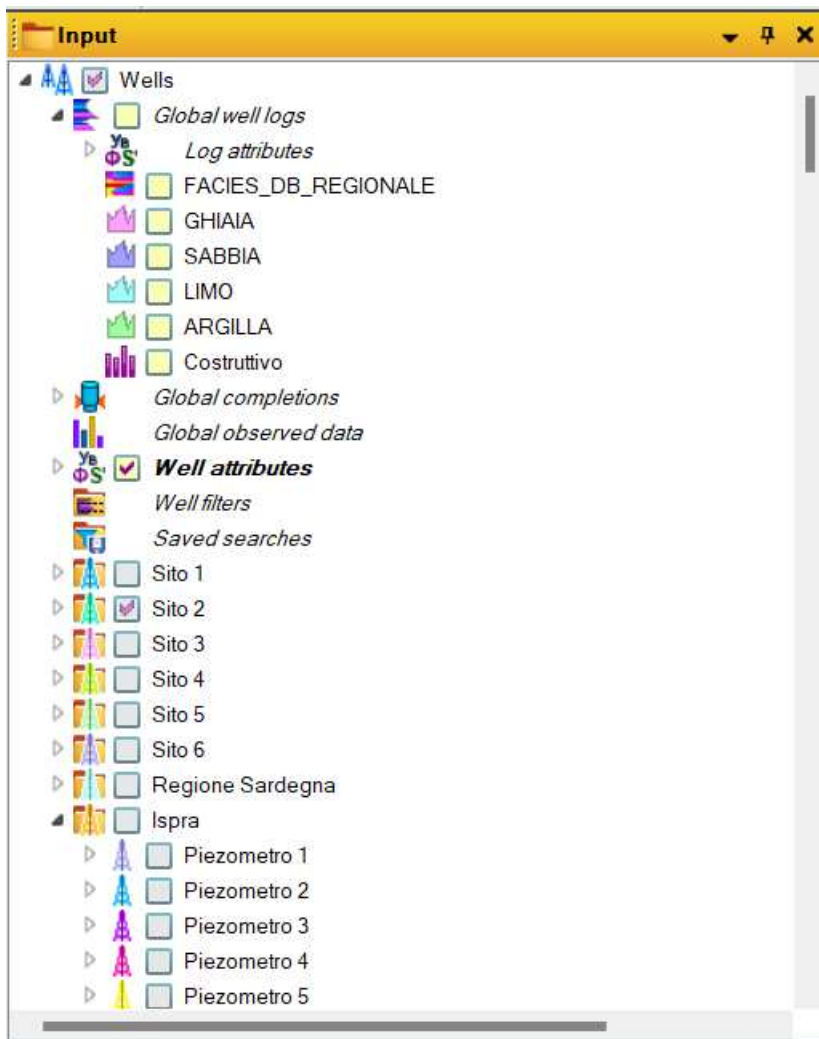 Input
Wells
Global well logs
Log attributes
FACIES_DB_REGIONALE
GHIAIA
SABBIA
LIMO
ARGILLA
Costruttivo
Global completions
Global observed data
Well attributes
Well filters
Saved searches
Sito 1
Sito 2
Sito 3
Sito 4
Sito 5
Sito 6
Regione Sardegna
Ispra
Piezometro 1
Piezometro 2
Piezometro 3
Piezometro 4
Piezometro 5